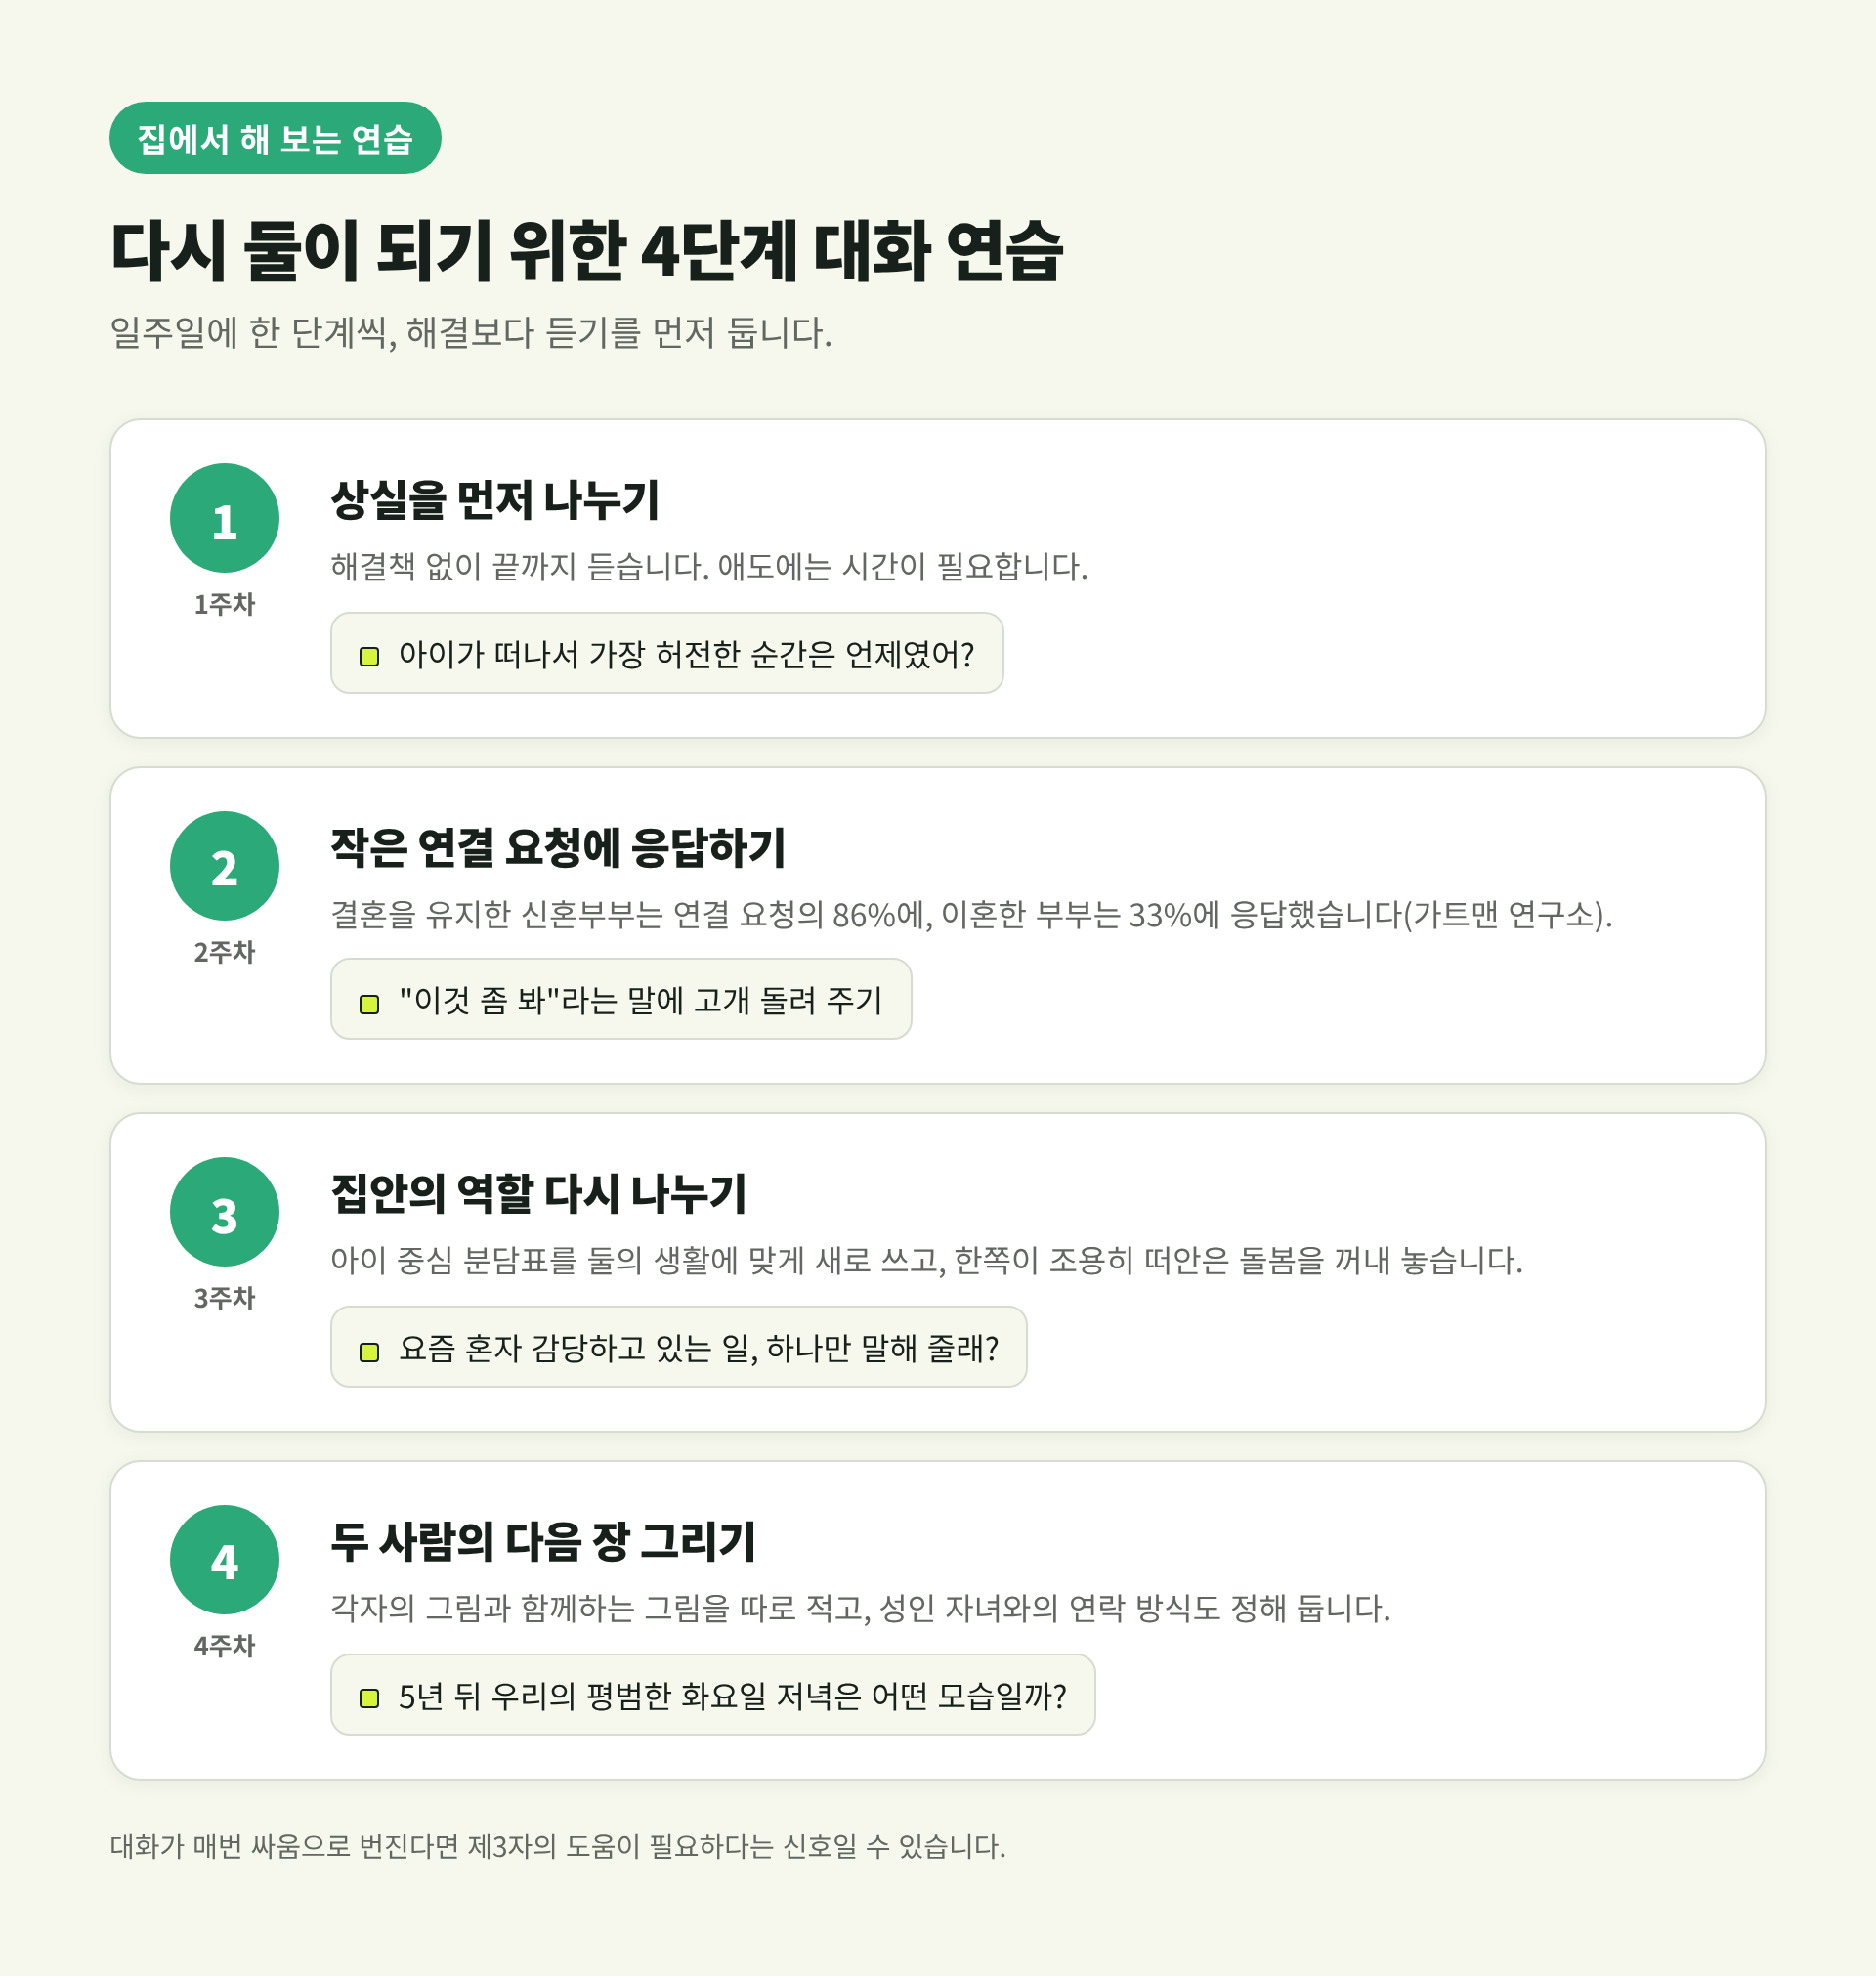 집에서 해 보는 연습
다시 둘이 되기 위한 4단계 대화 연습
일주일에 한 단계씩, 해결보다 듣기를 먼저 둡니다.
1
1주차
상실을 먼저 나누기
해결책 없이 끝까지 듣습니다. 애도에는 시간이 필요합니다.
아이가 떠나서 가장 허전한 순간은 언제였어?
2
2주차
작은 연결 요청에 응답하기
결혼을 유지한 신혼부부는 연결 요청의 86%에, 이혼한 부부는 33%에 응답했습니다(가트맨 연구소).
"이것 좀 봐"라는 말에 고개 돌려 주기
3
3주차
집안의 역할 다시 나누기
아이 중심 분담표를 둘의 생활에 맞게 새로 쓰고, 한쪽이 조용히 떠안은 돌봄을 꺼내 놓습니다.
요즘 혼자 감당하고 있는 일, 하나만 말해 줄래?
4
4주차
두 사람의 다음 장 그리기
각자의 그림과 함께하는 그림을 따로 적고, 성인 자녀와의 연락 방식도 정해 둡니다.
5년 뒤 우리의 평범한 화요일 저녁은 어떤 모습일까?
대화가 매번 싸움으로 번진다면 제3자의 도움이 필요하다는 신호일 수 있습니다.